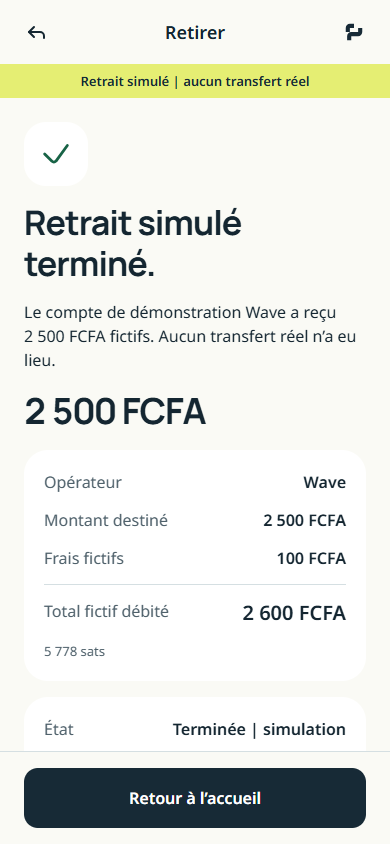 Retirer
Retrait simulé | aucun transfert réel
Retrait simulé
terminé.
Le compte de démonstration Wave a reçu
2 500 FCFA fictifs. Aucun transfert réel n’a eu
lieu.
2 500 FCFA
Opérateur Wave
Montant destiné 2 500 FCFA
Frais fictifs 100 FCFA
Total fictif débité 2 600 FCFA
5 778 sats
État Terminée | simulation
Retour à l’accueil